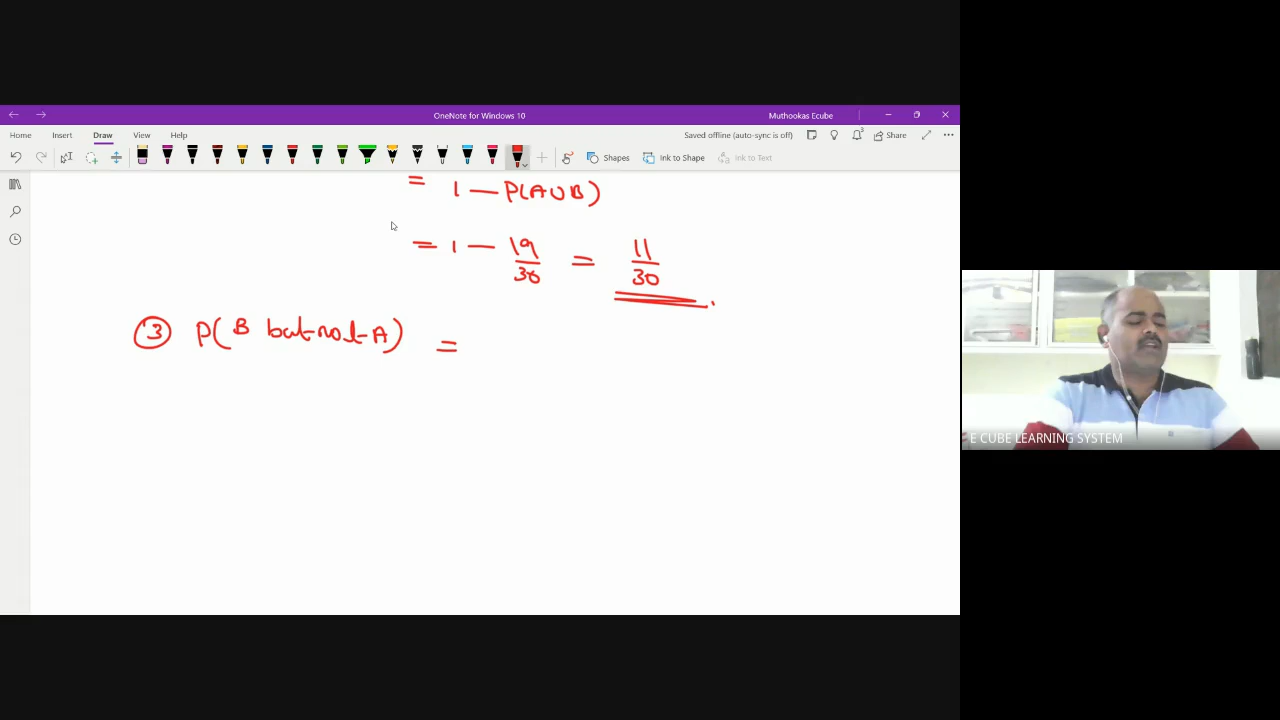 OneNote for Windows 10
Muthookas Ecube
Home Insert Draw View Help
Saved offline (auto-sync is off)
Share
Shapes
Ink to Shape
Ink to Text
= 1 — P(A∪B)
= 1 — 19/30 = 11/30
③ P(B but not A) =
E CUBE LEARNING SYSTEM